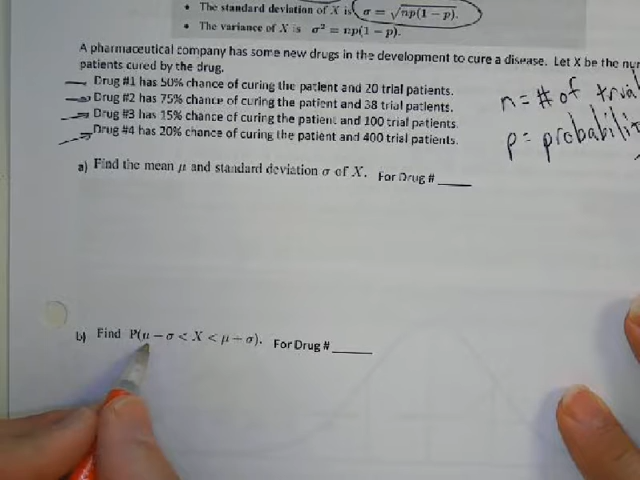 • The standard deviation of X is σ = √np(1 − p).
• The variance of X is σ² = np(1 − p).
A pharmaceutical company has some new drugs in the development to cure a disease. Let X be the
patients cured by the drug.
Drug #1 has 50% chance of curing the patient and 20 trial patients.
Drug #2 has 75% chance of curing the patient and 38 trial patients.
Drug #3 has 15% chance of curing the patient and 100 trial patients.
Drug #4 has 20% chance of curing the patient and 400 trial patients.
n = # of trial
p = probabilit
a) Find the mean μ and standard deviation σ of X. For Drug # ____
b) Find P(μ − σ < X < μ + σ). For Drug # ____